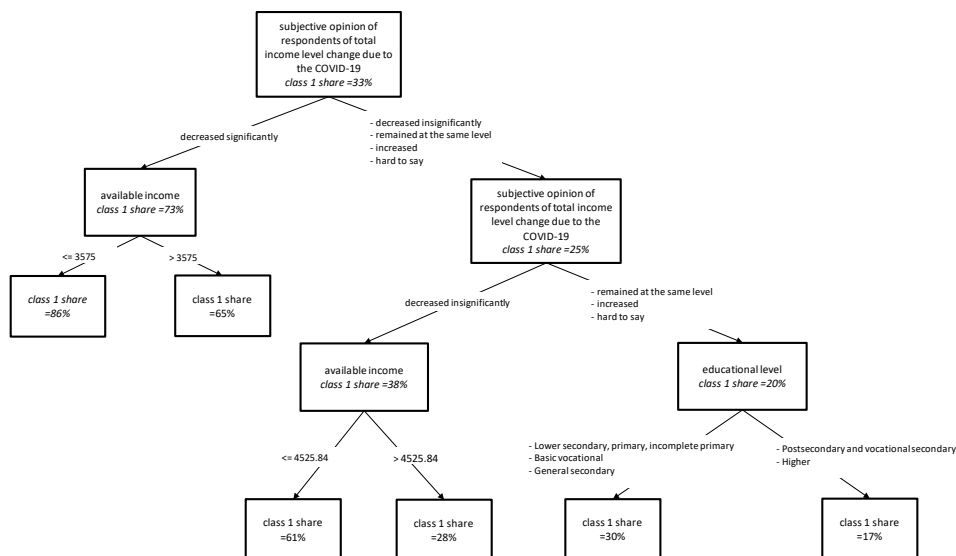 subjective opinion of
respondents of total
income level change due to
the COVID-19
class 1 share =33%
decreased significantly
- decreased insignificantly
- remained at the same level
- increased
- hard to say
available income
class 1 share =73%
subjective opinion of
respondents of total income
level change due to the
COVID-19
class 1 share =25%
<= 3575
> 3575
class 1 share
=86%
class 1 share
=65%
decreased insignificantly
- remained at the same level
- increased
- hard to say
available income
class 1 share =38%
educational level
class 1 share =20%
<= 4525.84
> 4525.84
- Lower secondary, primary, incomplete primary
- Basic vocational
- General secondary
- Postsecondary and vocational secondary
- Higher
class 1 share
=61%
class 1 share
=28%
class 1 share
=30%
class 1 share
=17%